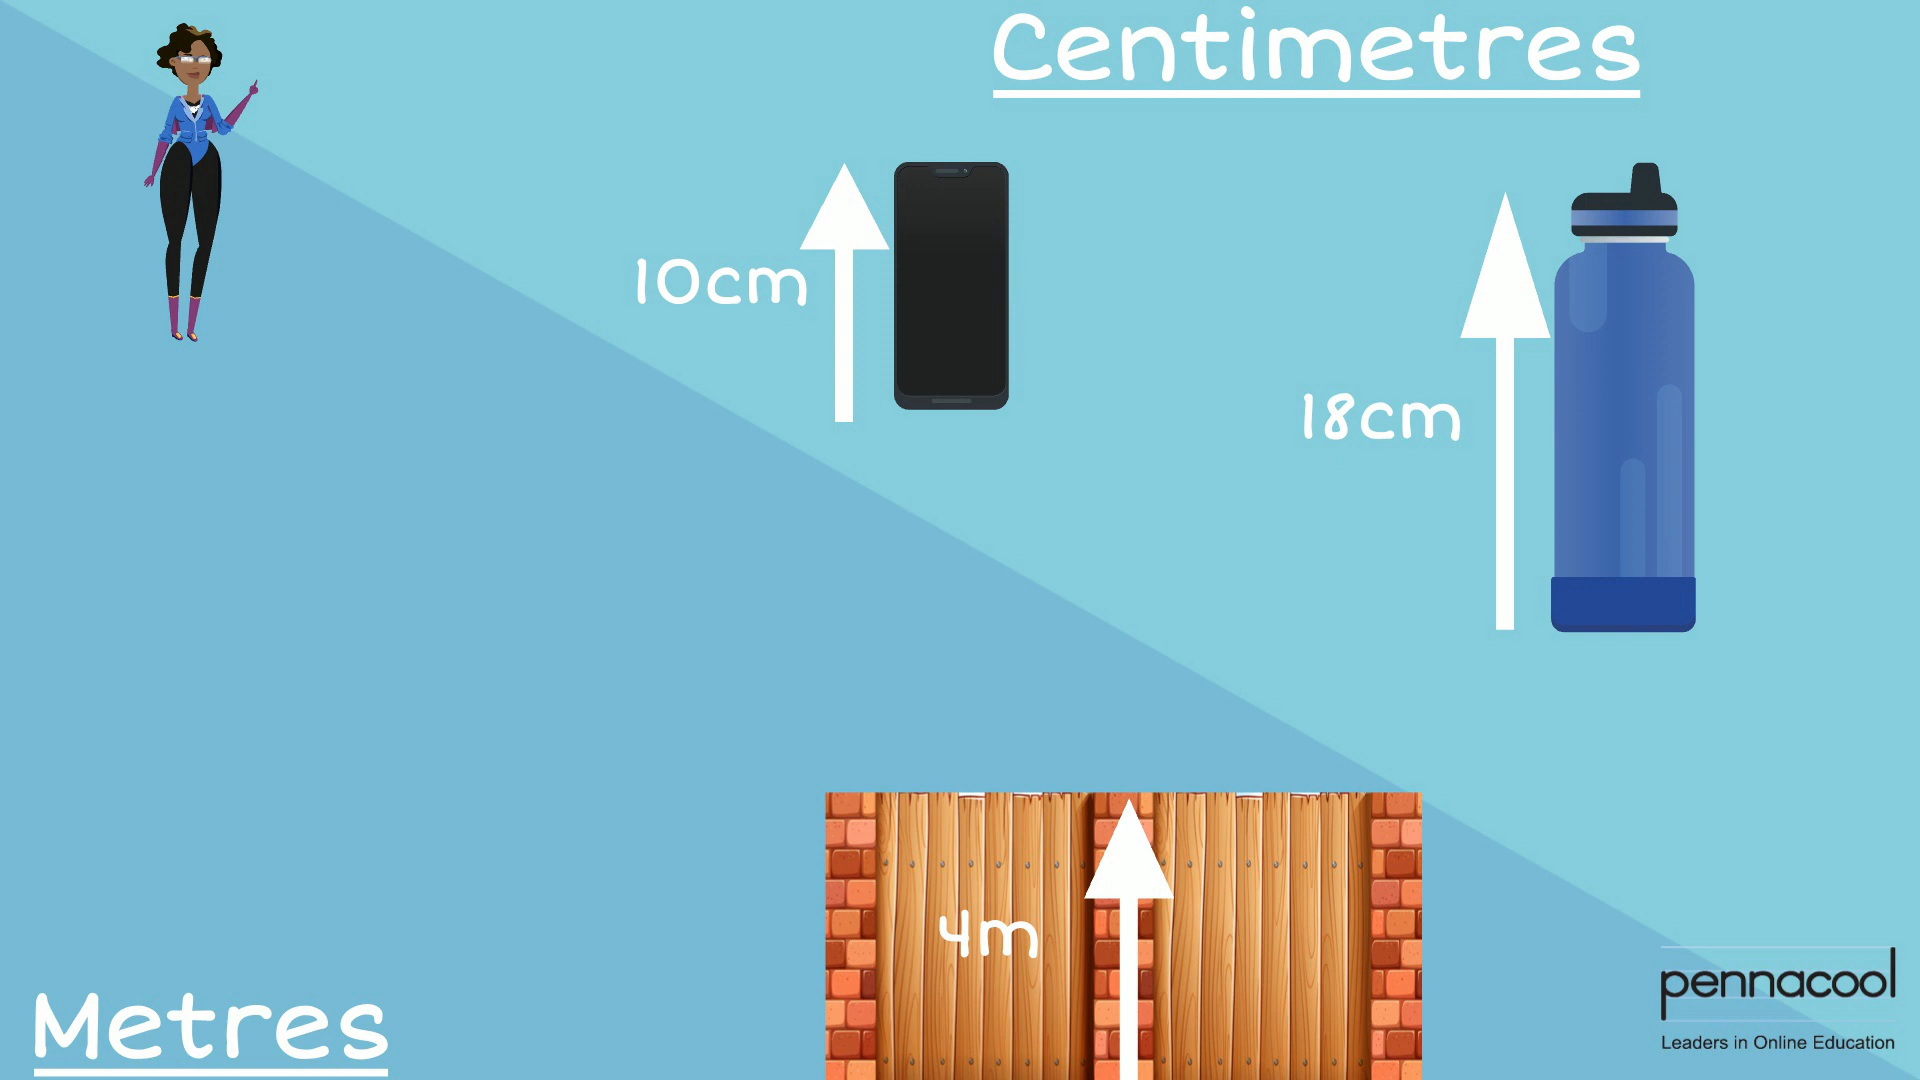 Centimetres
10cm
18cm
4m
Metres
pennacool
Leaders in Online Education